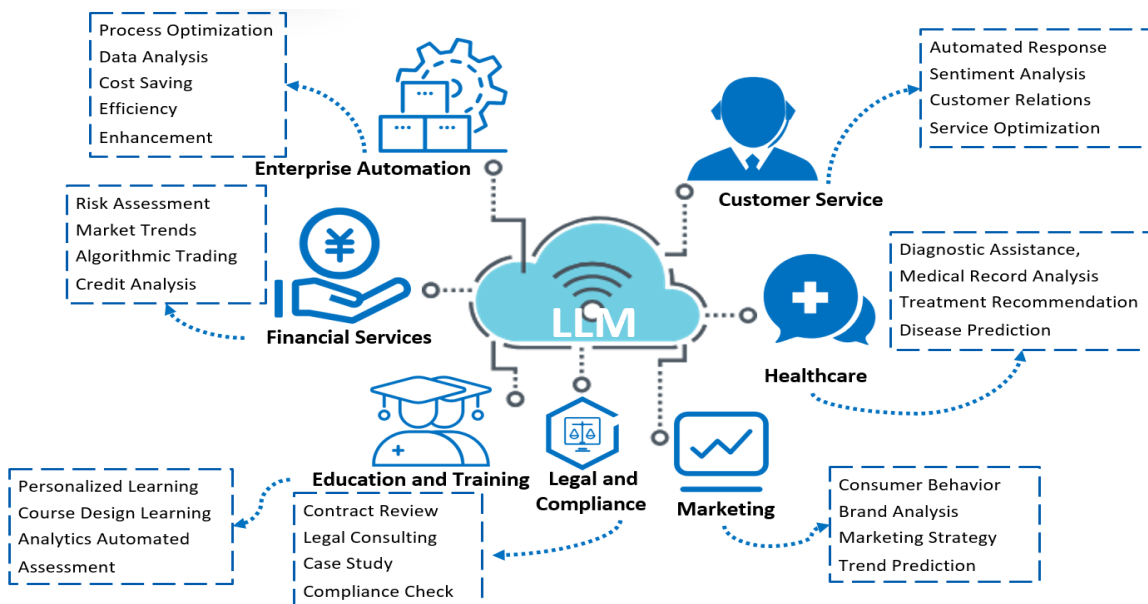 Process Optimization
Data Analysis
Cost Saving
Efficiency
Enhancement
Enterprise Automation
Automated Response
Sentiment Analysis
Customer Relations
Service Optimization
Customer Service
Risk Assessment
Market Trends
Algorithmic Trading
Credit Analysis
¥
Financial Services
LLM
Diagnostic Assistance,
Medical Record Analysis
Treatment Recommendation
Disease Prediction
Healthcare
Education and Training
Personalized Learning
Course Design Learning
Analytics Automated
Assessment
Legal and
Compliance
Contract Review
Legal Consulting
Case Study
Compliance Check
Marketing
Consumer Behavior
Brand Analysis
Marketing Strategy
Trend Prediction